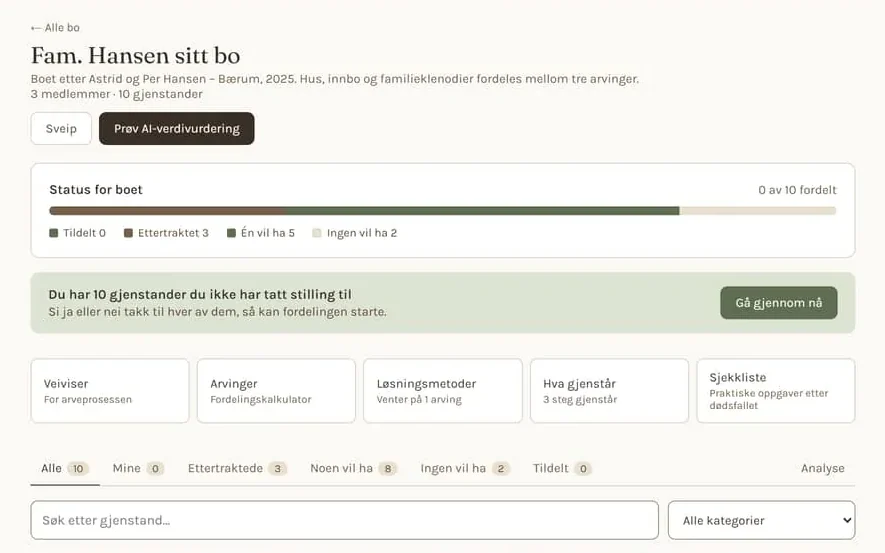 ← Alle bo
Fam. Hansen sitt bo
Boet etter Astrid og Per Hansen – Bærum, 2025. Hus, innbo og familieklenodier fordeles mellom tre arvinger.
3 medlemmer · 10 gjenstander
Sveip
Prøv AI-verdivurdering
Status for boet
0 av 10 fordelt
Tildelt 0
Ettertraktet 3
Én vil ha 5
Ingen vil ha 2
Du har 10 gjenstander du ikke har tatt stilling til
Si ja eller nei takk til hver av dem, så kan fordelingen starte.
Gå gjennom nå
Veiviser
For arveprosessen
Arvinger
Fordelingskalkulator
Løsningsmetoder
Venter på 1 arving
Hva gjenstår
3 steg gjenstår
Sjekkliste
Praktiske oppgaver etter
dødsfallet
Alle 10
Mine 0
Ettertraktede 3
Noen vil ha 8
Ingen vil ha 2
Tildelt 0
Analyse
Søk etter gjenstand...
Alle kategorier